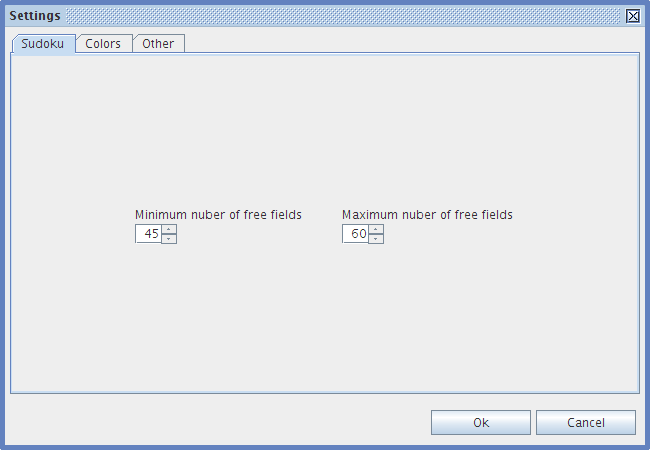 Settings
Sudoku Colors Other
Minimum nuber of free fields Maximum nuber of free fields
45 60
Ok Cancel